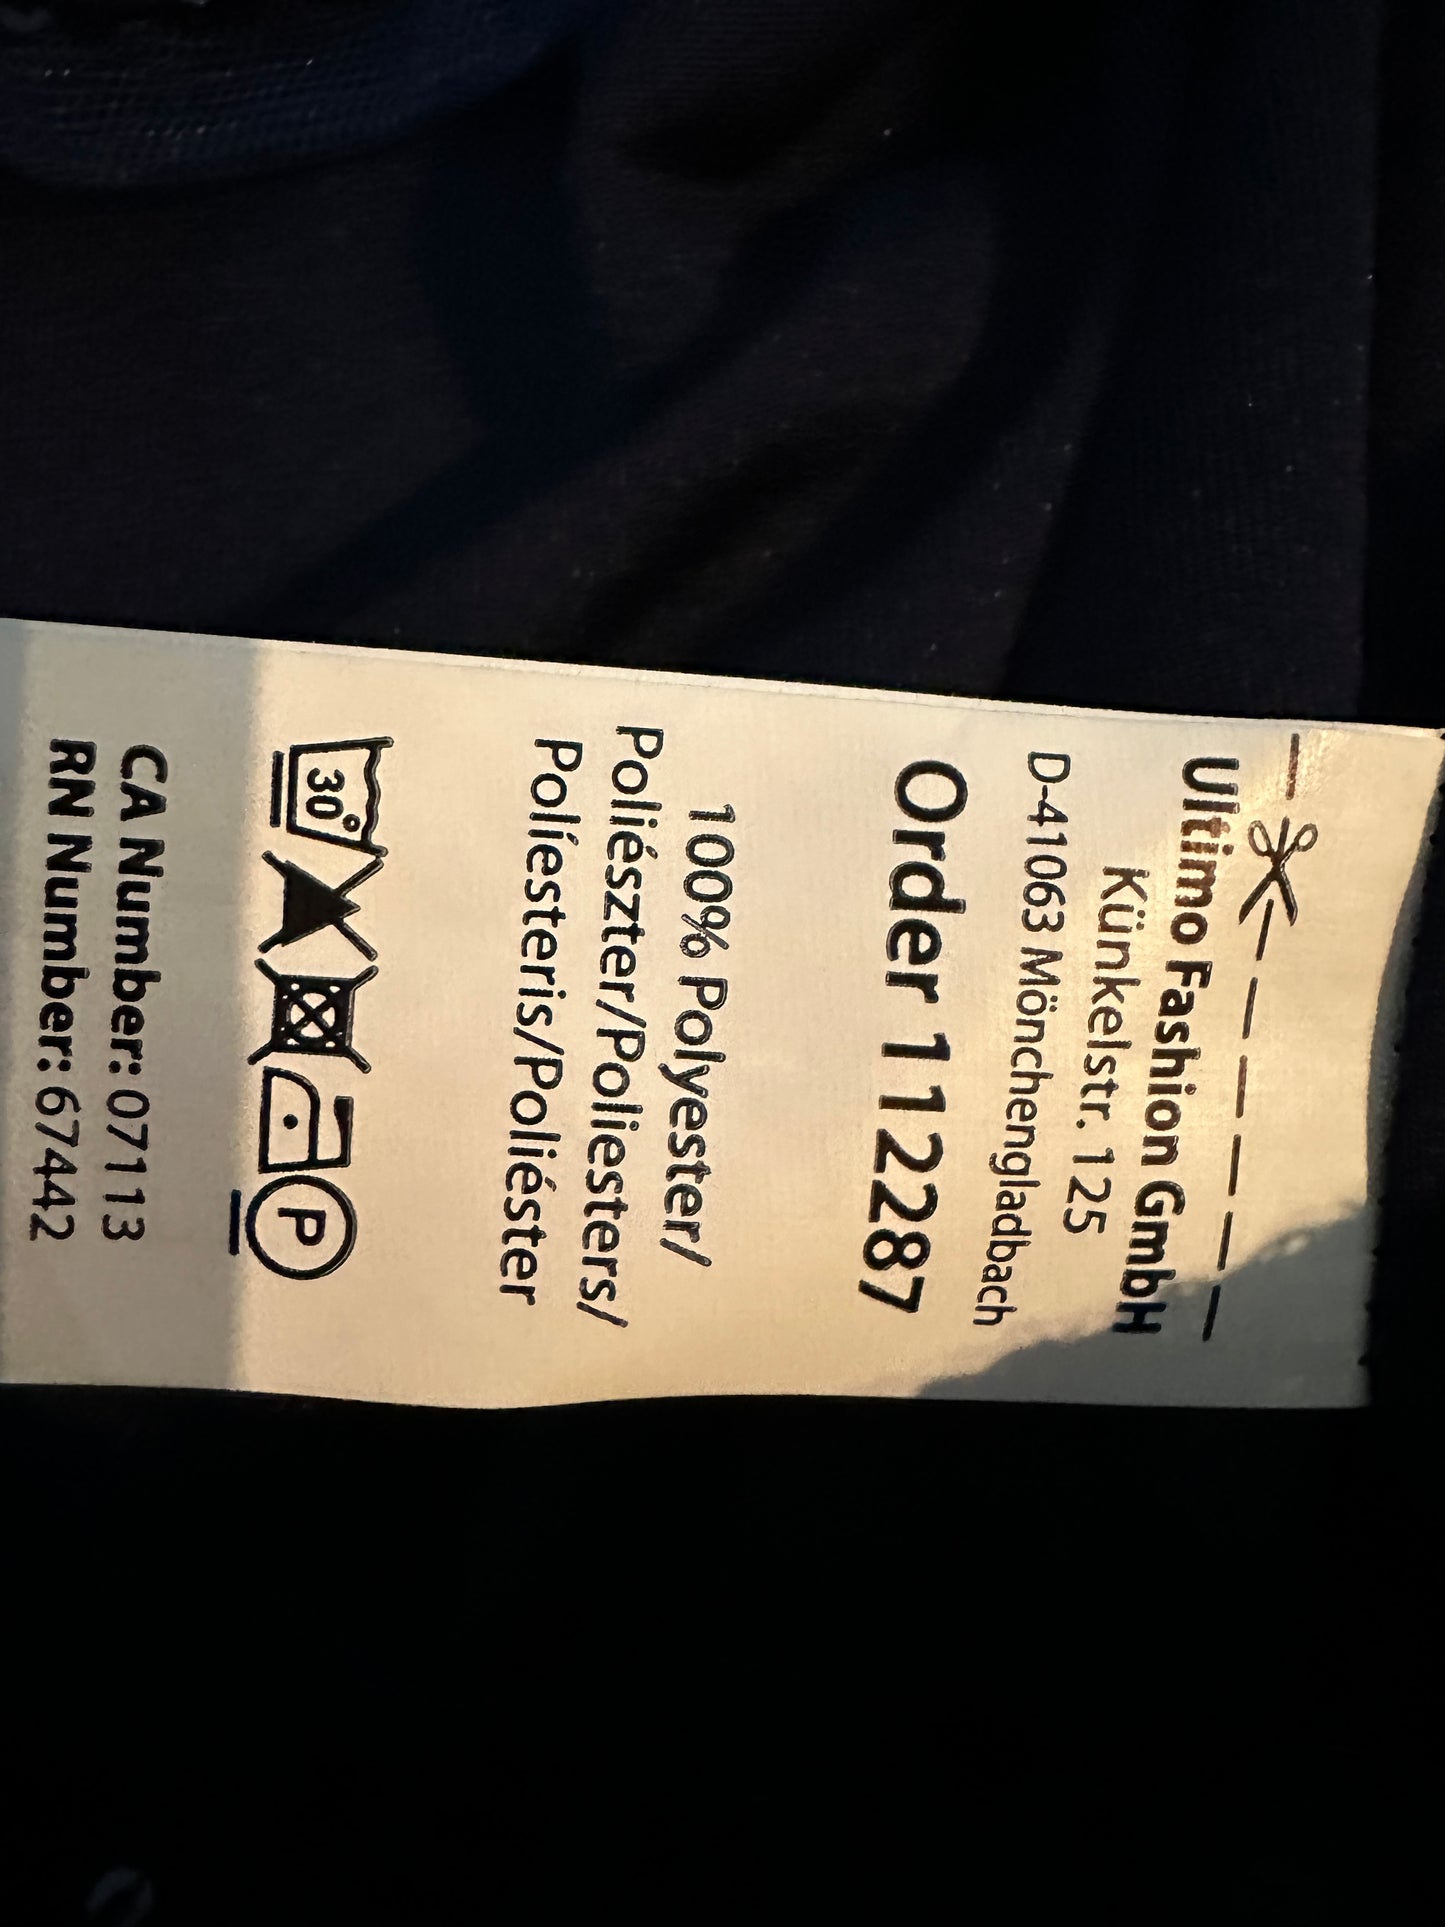 Ultimo Fashion GmbH
Künkelstr. 125
D-41063 Mönchengladbach
Order 112287
100% Polyester/
Poliészter/Poliesters/
Políesteris/Poliéster
30°
P
CA Number: 07113
RN Number: 67442